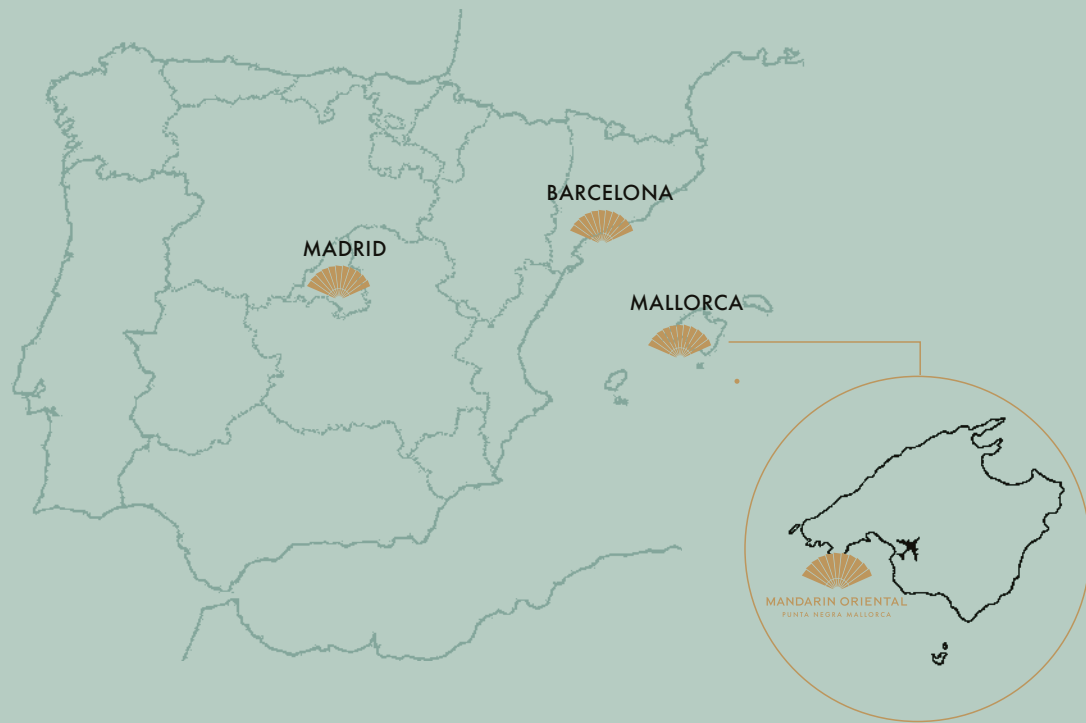 BARCELONA
MADRID
MALLORCA
MANDARIN ORIENTAL
PUNTA NEGRA MALLORCA